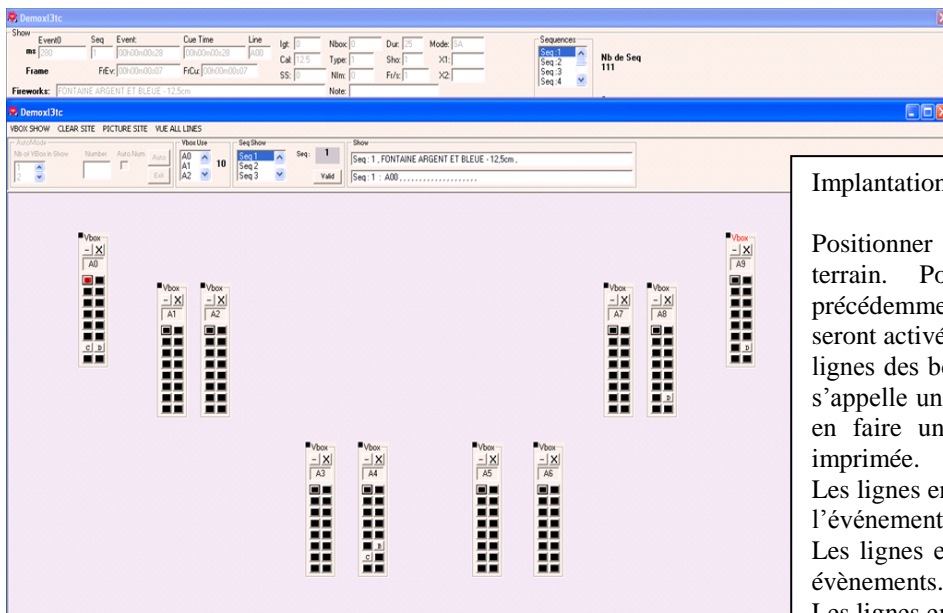 Demoxl3tc
Show
Event0 Seq Event: Cue Time Line
ms 280 1 00h00m00s28 00h00m00s28 A00
Igt: 0 Nbox: 0 Dur: 25 Mode: SA
Cal: 12.5 Type: 1 Sho: 1 X1:
Frame FrEv: 00h00m00s07 FrCu: 00h00m00s07
SS: 0 Nlm: 0 Fr/s: 1 X2:
Fireworks: FONTAINE ARGENT ET BLEUE - 12,5cm
Note:
Sequences
Seq :1
Seq :2
Seq :3
Seq :4
Nb de Seq
111
Demoxl3tc
VBOX SHOW CLEAR SITE PICTURE SITE VUE ALL LINES
AutoMode
Nb of VBox in Show Number Auto Num Auto
1
2
Exit
Vbox Use
A0
A1
A2
10
Seq Show
Seq 1
Seq 2
Seq 3
Seq : 1
Valid
Show
Seq : 1 , FONTAINE ARGENT ET BLEUE - 12,5cm ,
Seq : 1 : A00 , , , , , , , , , , , , , , , , , , , ,
Vbox
- X
A0
C D
Vbox
- X
A1
Vbox
- X
A2
Vbox
- X
A7
Vbox
- X
A8
D
Vbox
- X
A9
D
Vbox
- X
A3
Vbox
- X
A4
D
C
Vbox
- X
A5
Vbox
- X
A6
Implantation
Positionner
terrain. Po
précédemme
seront activé
lignes des bo
s'appelle un
en faire un
imprimée.
Les lignes en
l'événement
Les lignes e
évènements.
Les lignes en